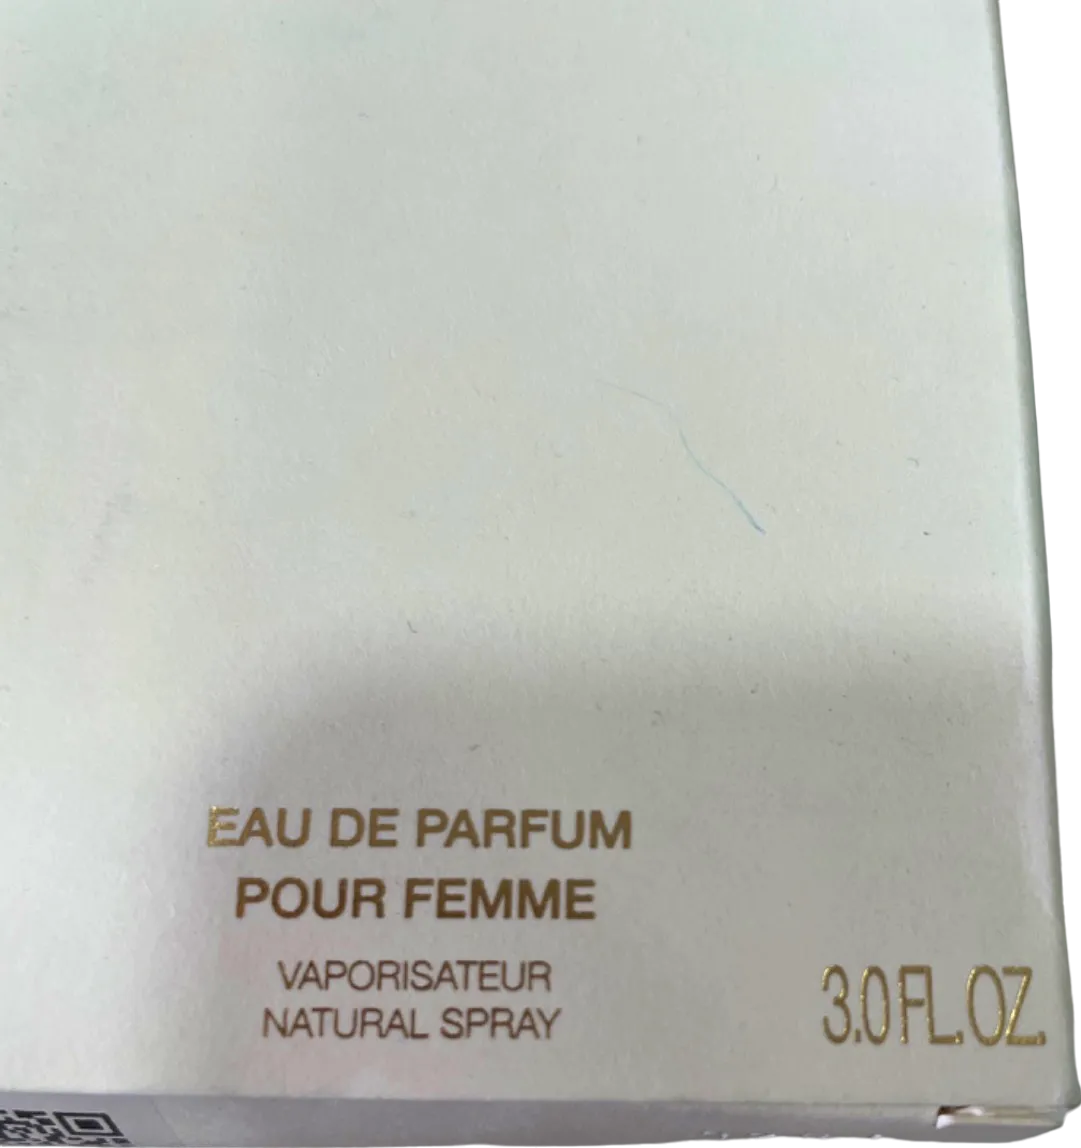 EAU DE PARFUM
POUR FEMME
VAPORISATEUR
NATURAL SPRAY
3.0 FL. OZ.